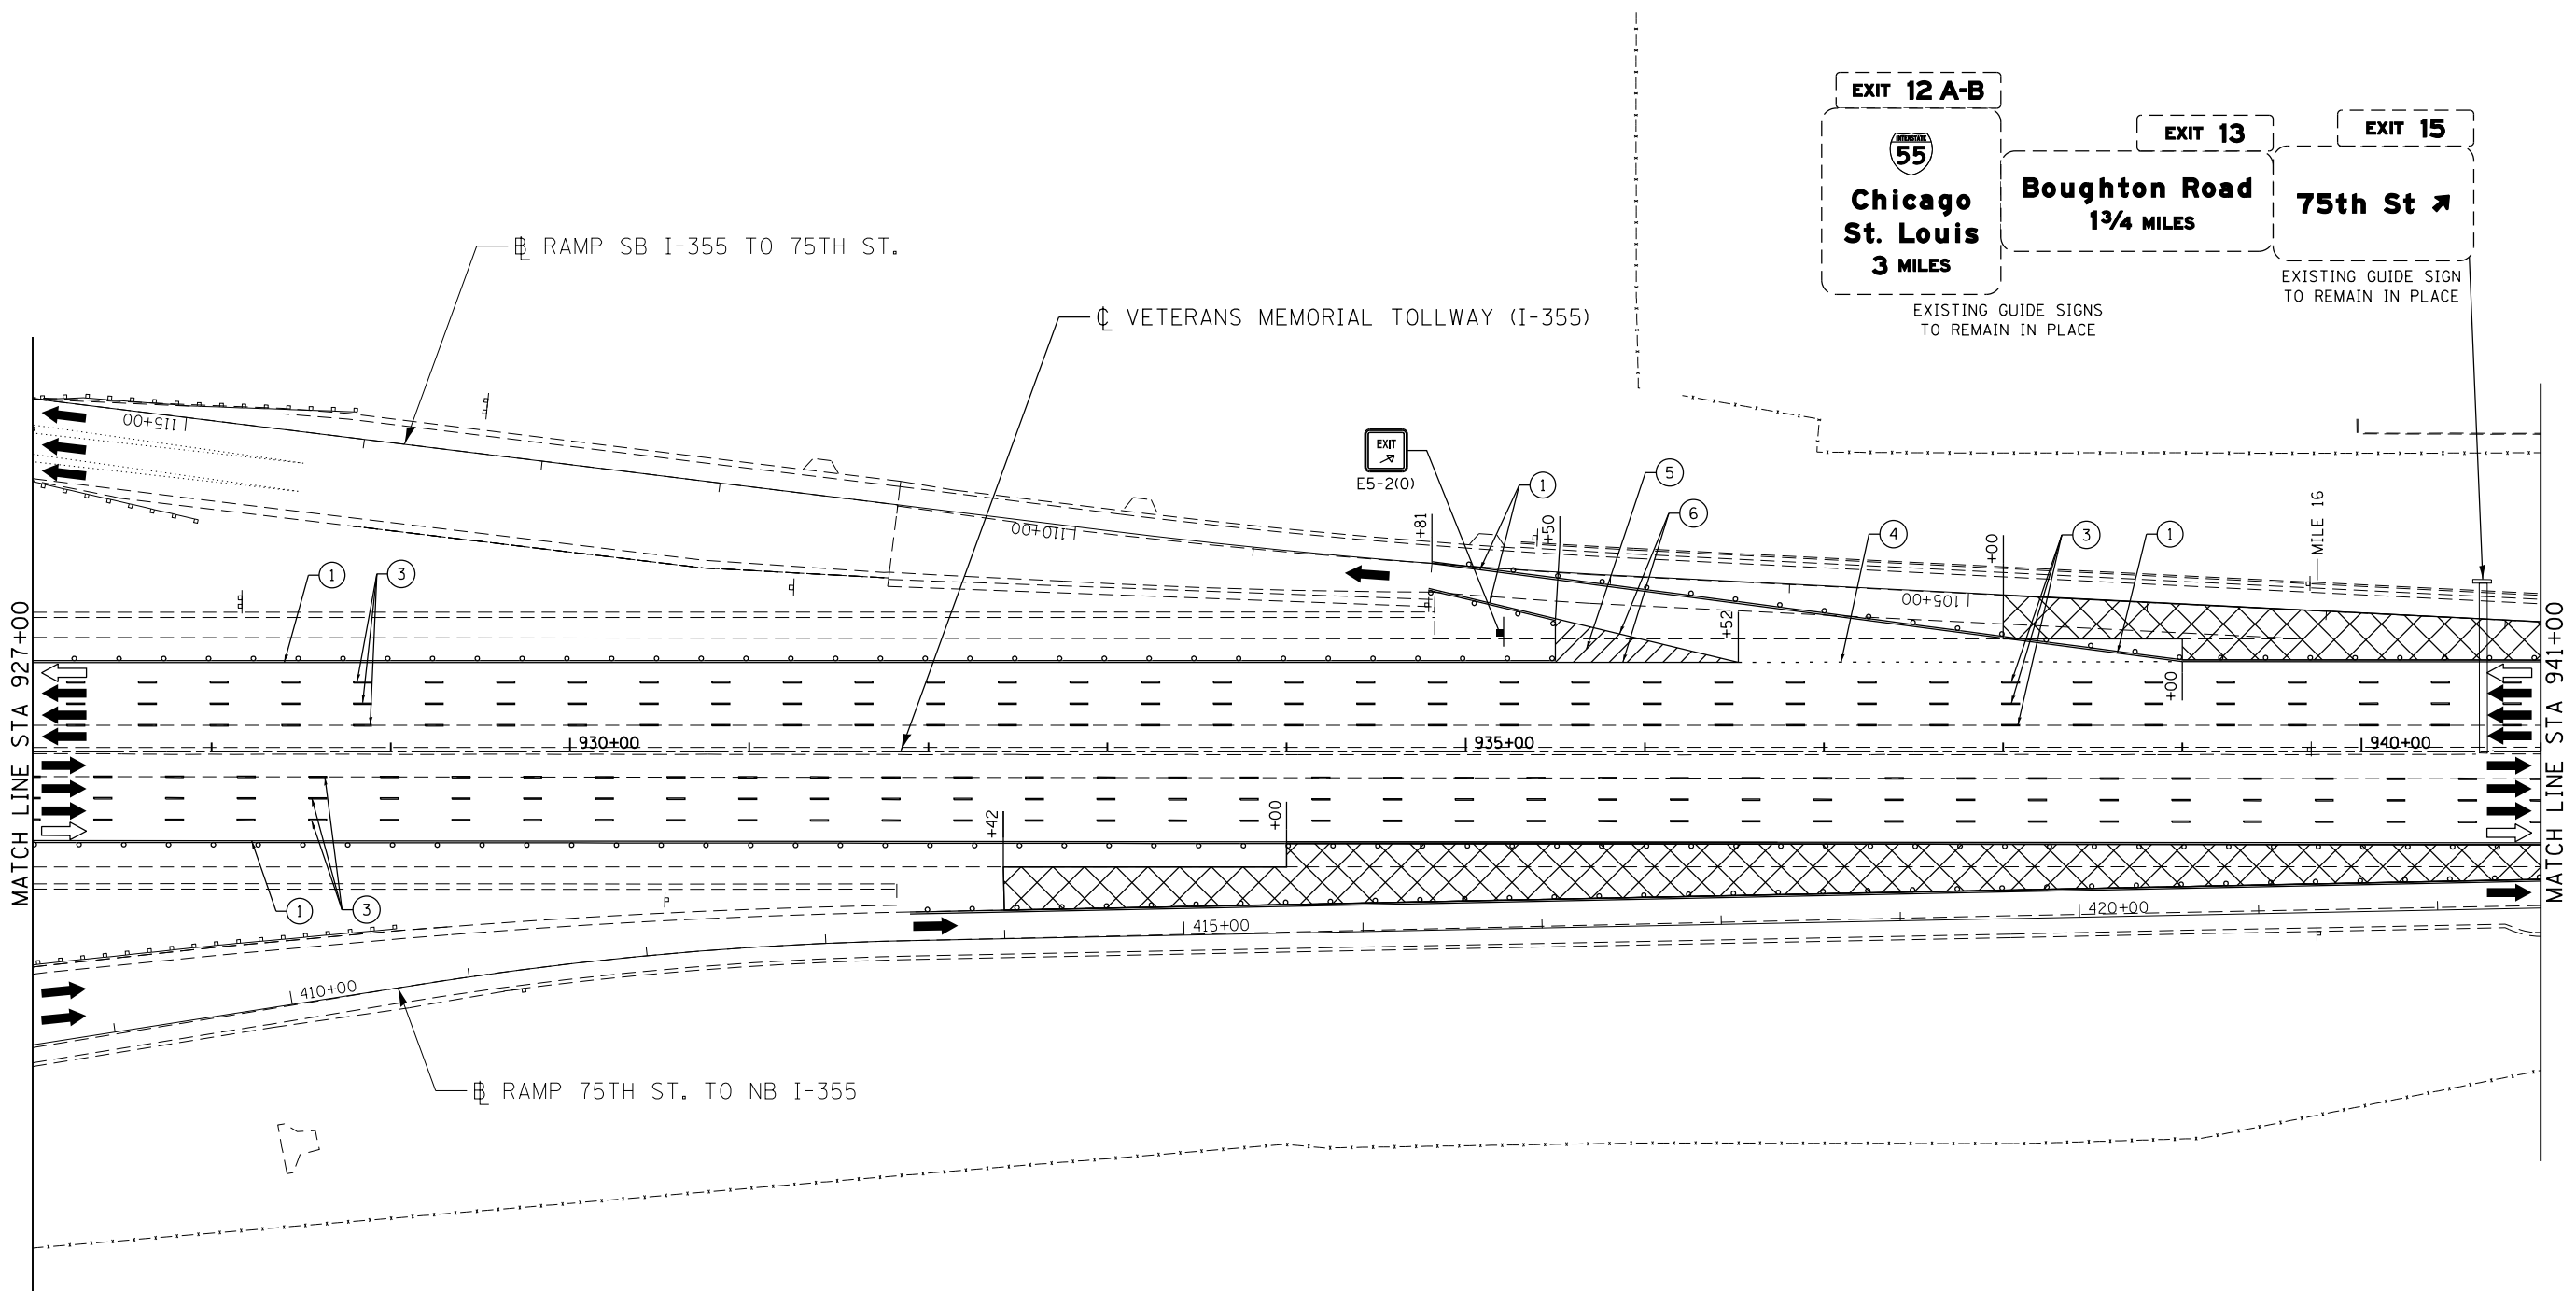 EXIT 12 A-B
INTERSTATE
55
Chicago
St. Louis
3 MILES
EXISTING GUIDE SIGNS
TO REMAIN IN PLACE
EXIT 13
Boughton Road
1 3/4 MILES
EXIT 15
75th St
EXISTING GUIDE SIGN
TO REMAIN IN PLACE
℄ VETERANS MEMORIAL TOLLWAY (I-355)
BL RAMP SB I-355 TO 75TH ST.
115+00
110+00
105+00
EXIT
E5-2(O)
+81
+50
1
5
6
4
+00
3
1
MILE 16
1
3
+52
+00
MATCH LINE STA 927+00
930+00
935+00
940+00
MATCH LINE STA 941+00
+42
+00
1
3
415+00
420+00
410+00
BL RAMP 75TH ST. TO NB I-355